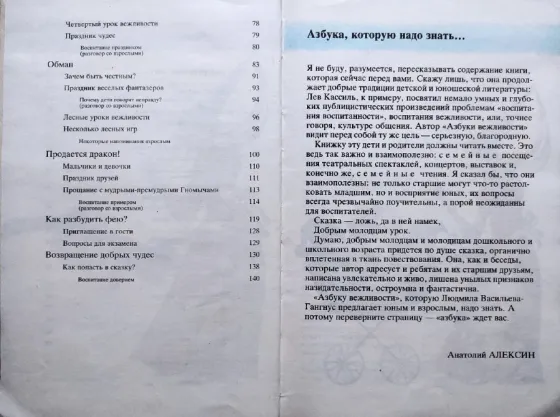 Четвертый урок вежливости 78
Праздник чудес 79
Воспитание праздником 80
(разговор со взрослыми)
Обман 83
Зачем быть честным? 91
Праздник веселых фантазеров 93
Почему дети говорят неправду? 94
(разговор со взрослыми)
Лесные уроки вежливости 96
Несколько лесных игр 98
Некоторые напоминания взрослым
Продается дракон! 100
Мальчики и девочки 110
Праздник друзей 111
Прощание с мудрыми-премудрыми Гномычами 113
Воспитание примером 114
(разговор со взрослыми)
Как разбудить фею? 119
Приглашение в гости 128
Вопросы для экзамена 129
Возвращение добрых чудес 130
Как попасть в сказку? 138
Воспитание доверием 140
Азбука, которую надо знать...
Я не буду, разумеется, пересказывать содержание книги,
которая сейчас перед вами. Скажу лишь, что она продол-
жает добрые традиции детской и юношеской литературы:
Лев Кассиль, к примеру, посвятил немало умных и глубо-
ких публицистических произведений проблемам «воспита-
ния воспитанности», воспитания вежливости, или, точнее
говоря, культуре общения. Автор «Азбуки вежливости»
видит перед собой ту же цель — серьезную, благородную.
Книжку эту дети и родители должны читать вместе. Это
ведь так важно и взаимополезно: с е м е й н ы е посещения
театральных спектаклей, концертов, выставок и,
конечно же, с е м е й н ы е чтения. Я сказал бы, что они
взаимополезны: не только старшие могут что-то растол-
ковать младшим, но и восприятие юных, их вопросы
всегда чрезвычайно поучительны, а порой неожиданны
для воспитателей.
Сказка — ложь, да в ней намек,
Добрым молодцам урок.
Думаю, добрым молодцам и молодицам дошкольного и
школьного возраста придется по душе сказка, органично
вплетенная в ткань повествования. Она, как и беседы,
которые автор адресует и ребятам и их старшим друзьям,
написана увлекательно и живо, лишена унылых признаков
назидательности, остроумна и фантастична.
«Азбуку вежливости», которую Людмила Васильева-
Гангнус предлагает юным и взрослым, надо знать. А
потому переверните страницу — «азбука» ждет вас.
Анатолий АЛЕКСИН